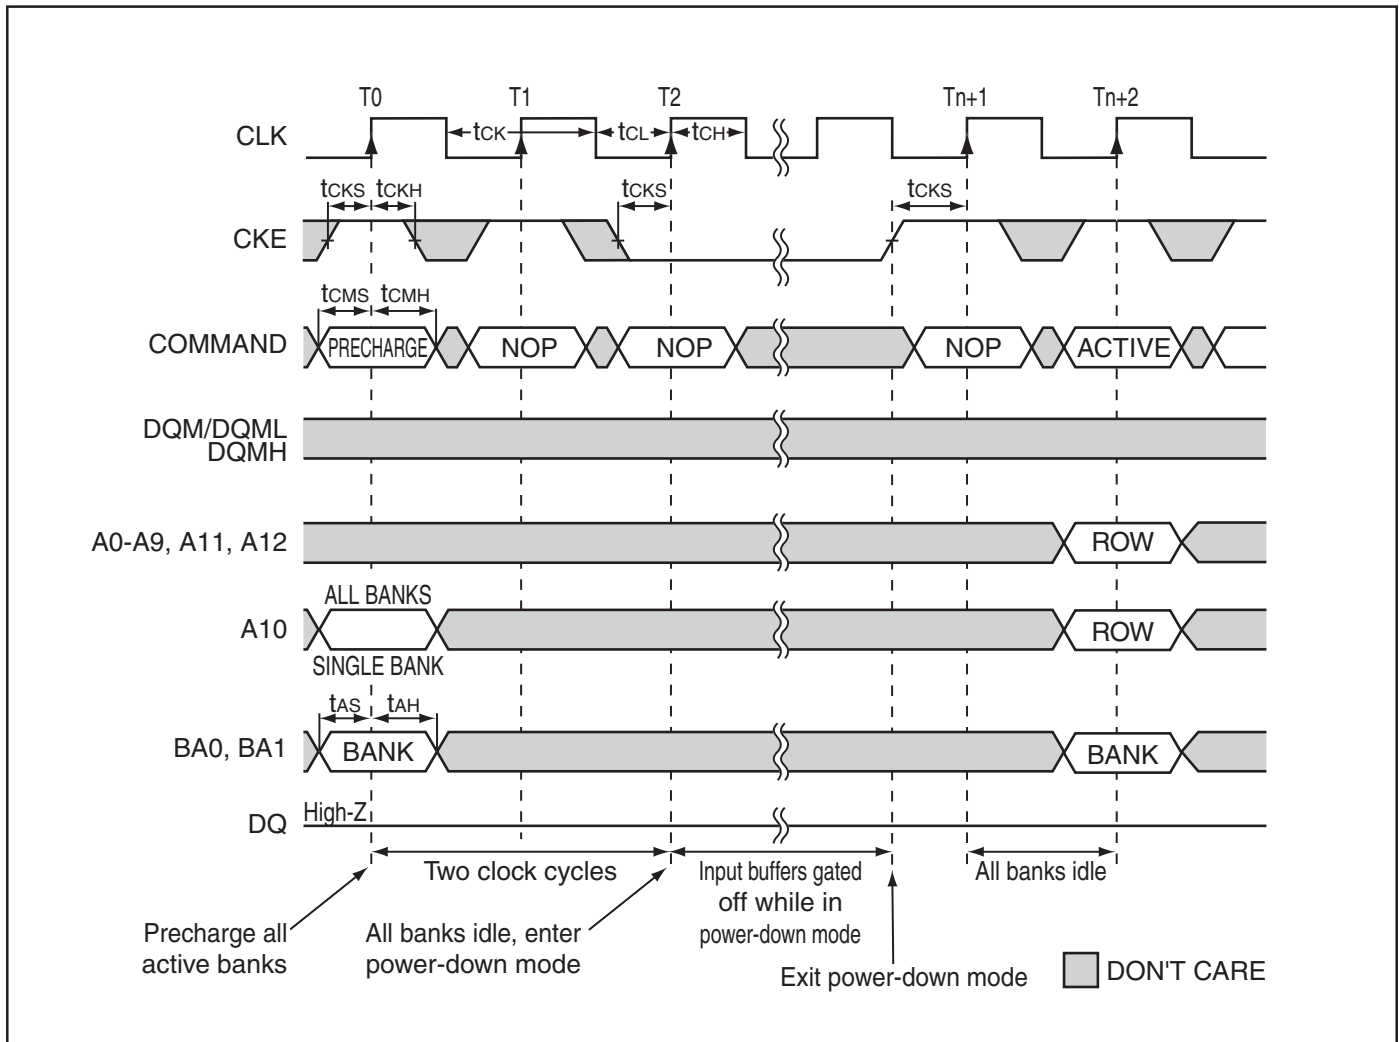 T0 T1 T2 Tn+1 Tn+2
CLK tCK tCL tCH
tCKS tCKH tCKS tCKS
CKE
tCMS tCMH
COMMAND PRECHARGE NOP NOP NOP ACTIVE
DQM/DQML
DQMH
A0-A9, A11, A12 ROW
ALL BANKS
A10 ROW
SINGLE BANK
tAS tAH
BA0, BA1 BANK BANK
High-Z
DQ
Two clock cycles
Input buffers gated
off while in
power-down mode
All banks idle
Precharge all
active banks
All banks idle, enter
power-down mode
Exit power-down mode
DON'T CARE